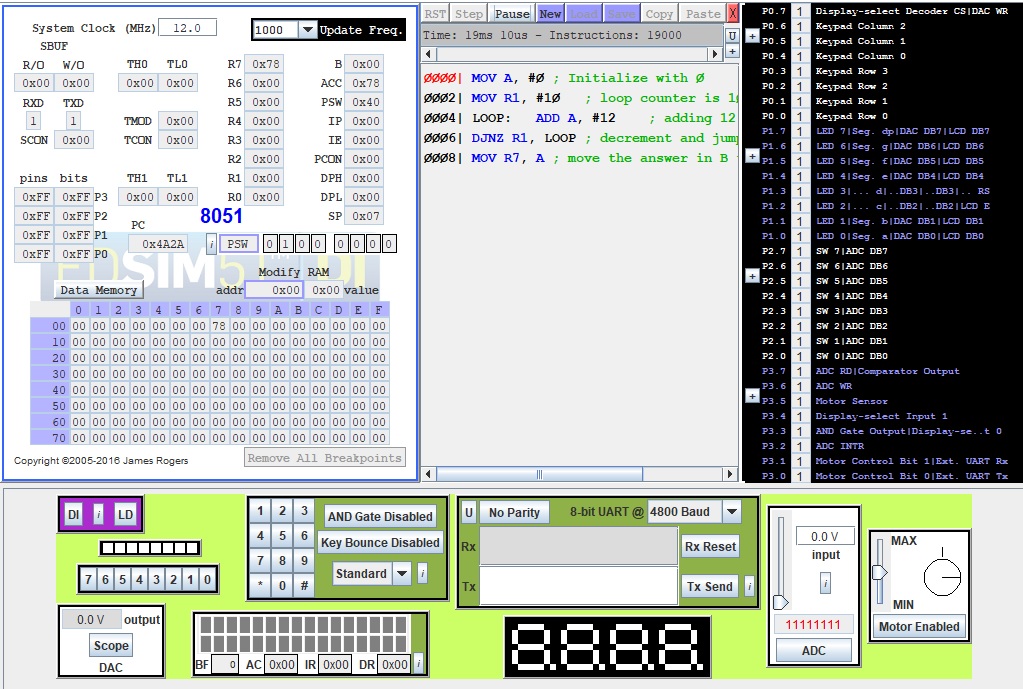 System Clock (MHz) 12.0 1000 Update Freq.
SBUF
R/O W/O TH0 TL0 R7 0x78 B 0x00
0x00 0x00 0x00 0x00 R6 0x00 ACC 0x78
RXD TXD R5 0x00 PSW 0x40
1 1 TMOD 0x00 R4 0x00 IP 0x00
SCON 0x00 TCON 0x00 R3 0x00 IE 0x00
R2 0x00 PCON 0x00
pins bits TH1 TL1 R1 0x00 DPH 0x00
0xFF 0xFF P3 0x00 0x00 R0 0x00 DPL 0x00
0xFF 0xFF P2 8051 SP 0x07
0xFF 0xFF P1 PC
0xFF 0xFF P0 0x4A2A i PSW 0 1 0 0 0 0 0 0
EDSIM51 DI
Modify RAM
Data Memory addr 0x00 0x00 value
0 1 2 3 4 5 6 7 8 9 A B C D E F
00 00 00 00 00 00 00 00 78 00 00 00 00 00 00 00 00
10 00 00 00 00 00 00 00 00 00 00 00 00 00 00 00 00
20 00 00 00 00 00 00 00 00 00 00 00 00 00 00 00 00
30 00 00 00 00 00 00 00 00 00 00 00 00 00 00 00 00
40 00 00 00 00 00 00 00 00 00 00 00 00 00 00 00 00
50 00 00 00 00 00 00 00 00 00 00 00 00 00 00 00 00
60 00 00 00 00 00 00 00 00 00 00 00 00 00 00 00 00
70 00 00 00 00 00 00 00 00 00 00 00 00 00 00 00 00
Copyright ©2005-2016 James Rogers Remove All Breakpoints
RST Step Pause New Load Save Copy Paste X
Time: 19ms 10us - Instructions: 19000 U
+
0000| MOV A, #0 ; Initialize with 0
0002| MOV R1, #10 ; loop counter is 10
0004| LOOP: ADD A, #12 ; adding 12
0006| DJNZ R1, LOOP ; decrement and jump
0008| MOV R7, A ; move the answer in B
P0.7 1 Display-select Decoder CS|DAC WR
+ P0.6 1 Keypad Column 2
P0.5 1 Keypad Column 1
P0.4 1 Keypad Column 0
P0.3 1 Keypad Row 3
P0.2 1 Keypad Row 2
P0.1 1 Keypad Row 1
P0.0 1 Keypad Row 0
P1.7 1 LED 7|Seg. dp|DAC DB7|LCD DB7
+ P1.6 1 LED 6|Seg. g|DAC DB6|LCD DB6
P1.5 1 LED 5|Seg. f|DAC DB5|LCD DB5
P1.4 1 LED 4|Seg. e|DAC DB4|LCD DB4
P1.3 1 LED 3|... d|..DB3|..DB3|.. RS
P1.2 1 LED 2|... c|..DB2|..DB2|LCD E
P1.1 1 LED 1|Seg. b|DAC DB1|LCD DB1
P1.0 1 LED 0|Seg. a|DAC DB0|LCD DB0
P2.7 1 SW 7|ADC DB7
+ P2.6 1 SW 6|ADC DB6
P2.5 1 SW 5|ADC DB5
P2.4 1 SW 4|ADC DB4
P2.3 1 SW 3|ADC DB3
P2.2 1 SW 2|ADC DB2
P2.1 1 SW 1|ADC DB1
P2.0 1 SW 0|ADC DB0
P3.7 1 ADC RD|Comparator Output
P3.6 1 ADC WR
+ P3.5 1 Motor Sensor
P3.4 1 Display-select Input 1
P3.3 1 AND Gate Output|Display-se..t 0
P3.2 1 ADC INTR
P3.1 1 Motor Control Bit 1|Ext. UART Rx
P3.0 1 Motor Control Bit 0|Ext. UART Tx
DI i LD
7 6 5 4 3 2 1 0
0.0 V output
Scope
DAC
1 2 3 AND Gate Disabled
4 5 6 Key Bounce Disabled
7 8 9 Standard i
* 0 #
BF 0 AC 0x00 IR 0x00 DR 0x00 i
U No Parity 8-bit UART @ 4800 Baud
Rx Rx Reset
Tx Tx Send i
8.8.8.8.
0.0 V
input
i
11111111
ADC
MAX
MIN
Motor Enabled